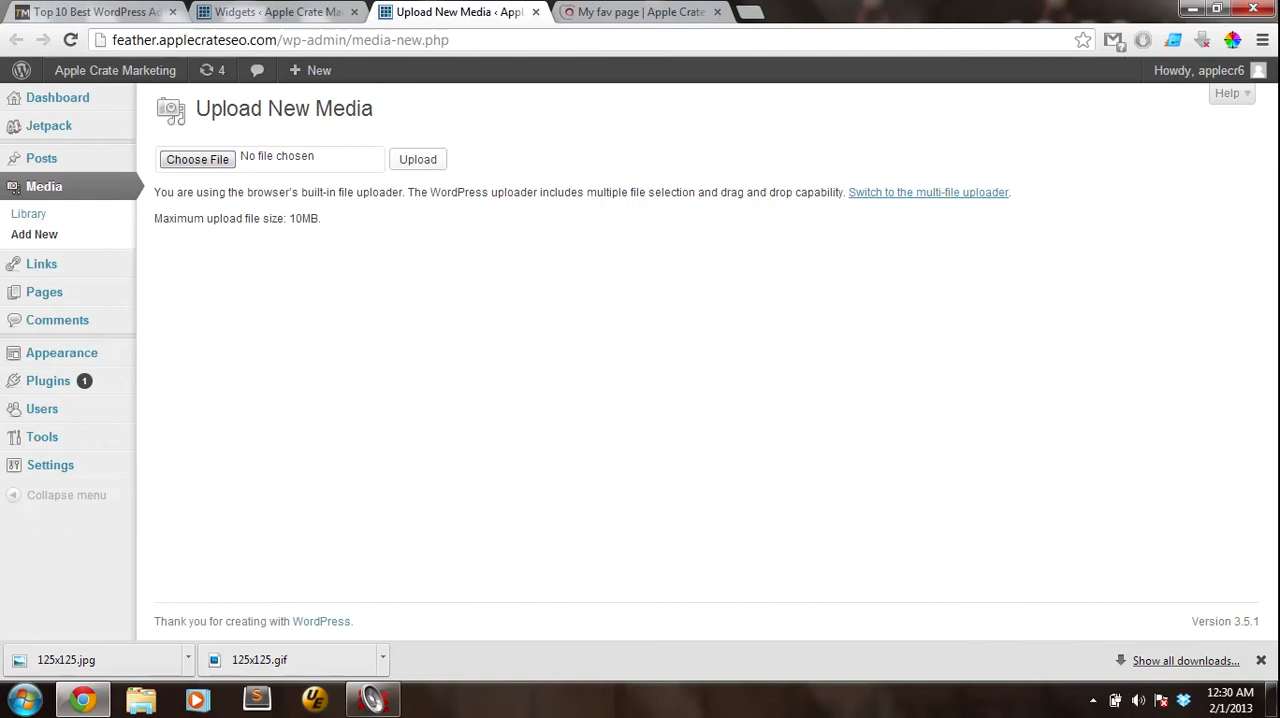 Top 10 Best WordPress Ad
Widgets ‹ Apple Crate Ma
Upload New Media ‹ Appl
My fav page | Apple Crate
feather.applecrateseo.com/wp-admin/media-new.php
Apple Crate Marketing
4
New
Howdy, applecr6
Dashboard
Jetpack
Posts
Media
Library
Add New
Links
Pages
Comments
Appearance
Plugins 1
Users
Tools
Settings
Collapse menu
Help
Upload New Media
Choose File No file chosen
Upload
You are using the browser's built-in file uploader. The WordPress uploader includes multiple file selection and drag and drop capability. Switch to the multi-file uploader.
Maximum upload file size: 10MB.
Thank you for creating with WordPress.
Version 3.5.1
125x125.jpg
125x125.gif
Show all downloads...
12:30 AM
2/1/2013